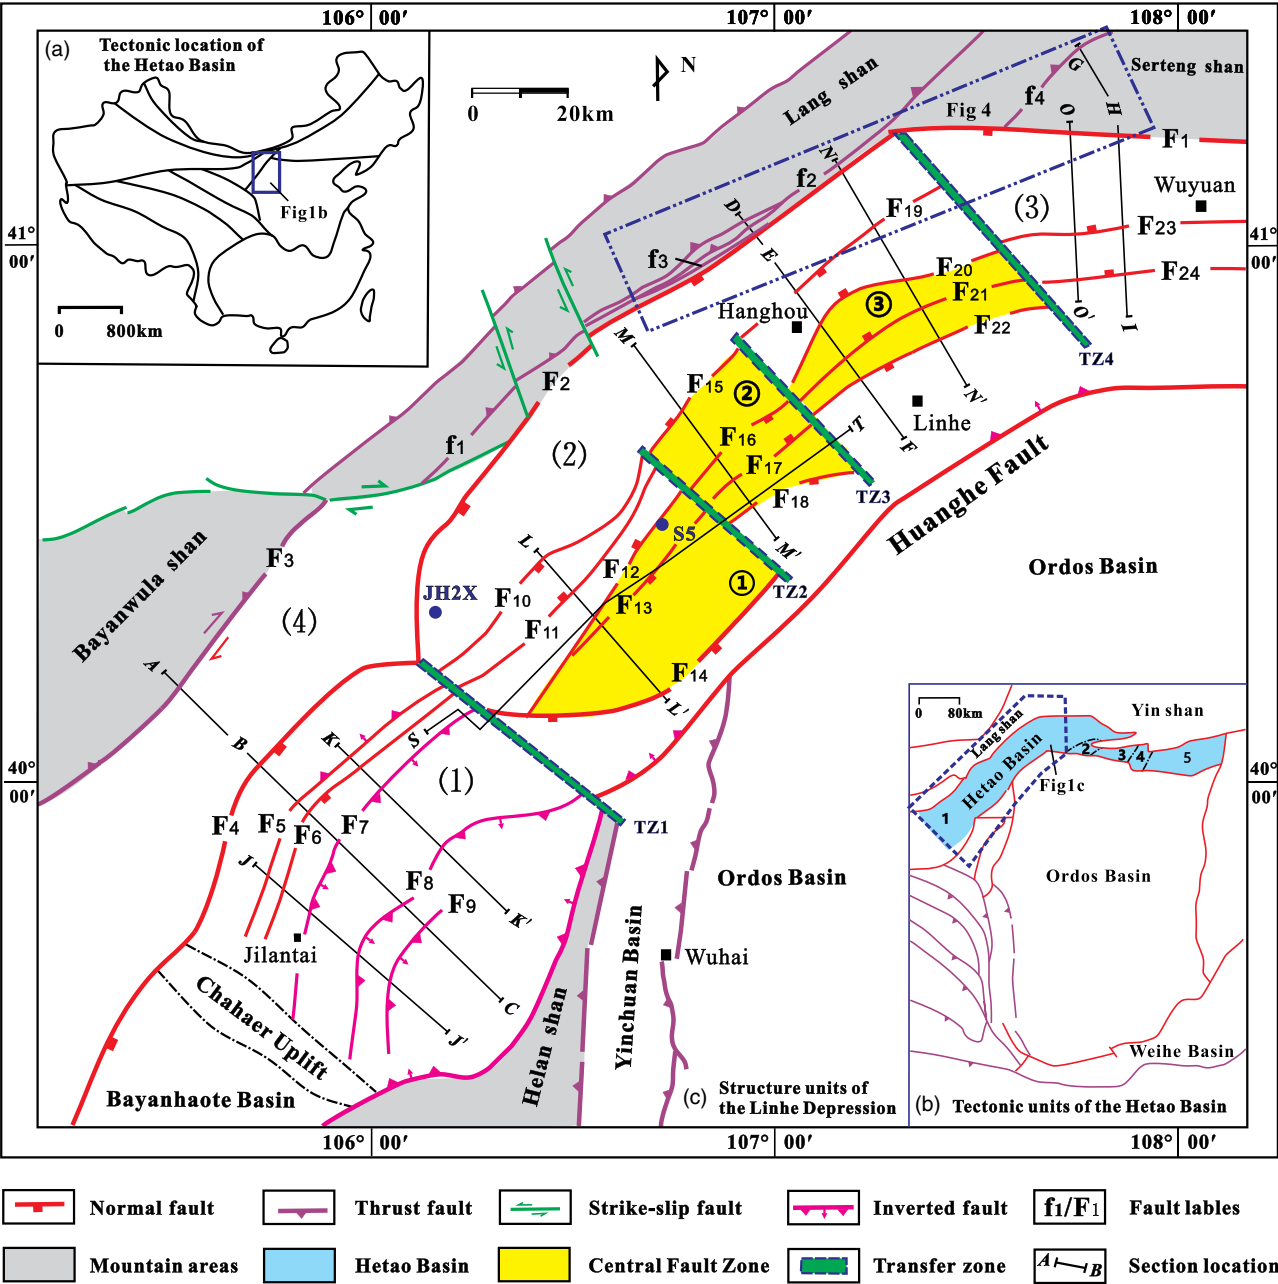 106° 00′
107° 00′
108° 00′
(a)
Tectonic location of
the Hetao Basin
Fig1b
0 800km
N
0 20km
Lang shan
Serteng shan
Fig 4
G
H
O
f4
F1
Wuyuan
41°
00′
41°
00′
N
f2
F19
(3)
F23
D
E
f3
F20
F24
F21
Hanghou
③
F22
O′
I
M
TZ4
F2
F15
②
N′
Linhe
T
F
f1
(2)
F16
F17
F18
TZ3
Huanghe Fault
S5
L
M′
Bayanwula shan
F3
F12
①
TZ2
Ordos Basin
JH2X
F10
F13
(4)
F11
A
F14
L′
B
K
S
(1)
40°
00′
40°
00′
F4
F5
F6
F7
TZ1
J
F8
F9
K′
Ordos Basin
Jilantai
Wuhai
Chahaer Uplift
C
J′
Helan shan
Yinchuan Basin
Bayanhaote Basin
(c)
Structure units of
the Linhe Depression
0 80km
Yin shan
Lang shan
Hetao Basin
2
3
4
5
Fig1c
1
Ordos Basin
Weihe Basin
(b)
Tectonic units of the Hetao Basin
106° 00′
107° 00′
108° 00′
Normal fault
Thrust fault
Strike-slip fault
Inverted fault
f1/F1
Fault lables
Mountain areas
Hetao Basin
Central Fault Zone
Transfer zone
A B
Section location